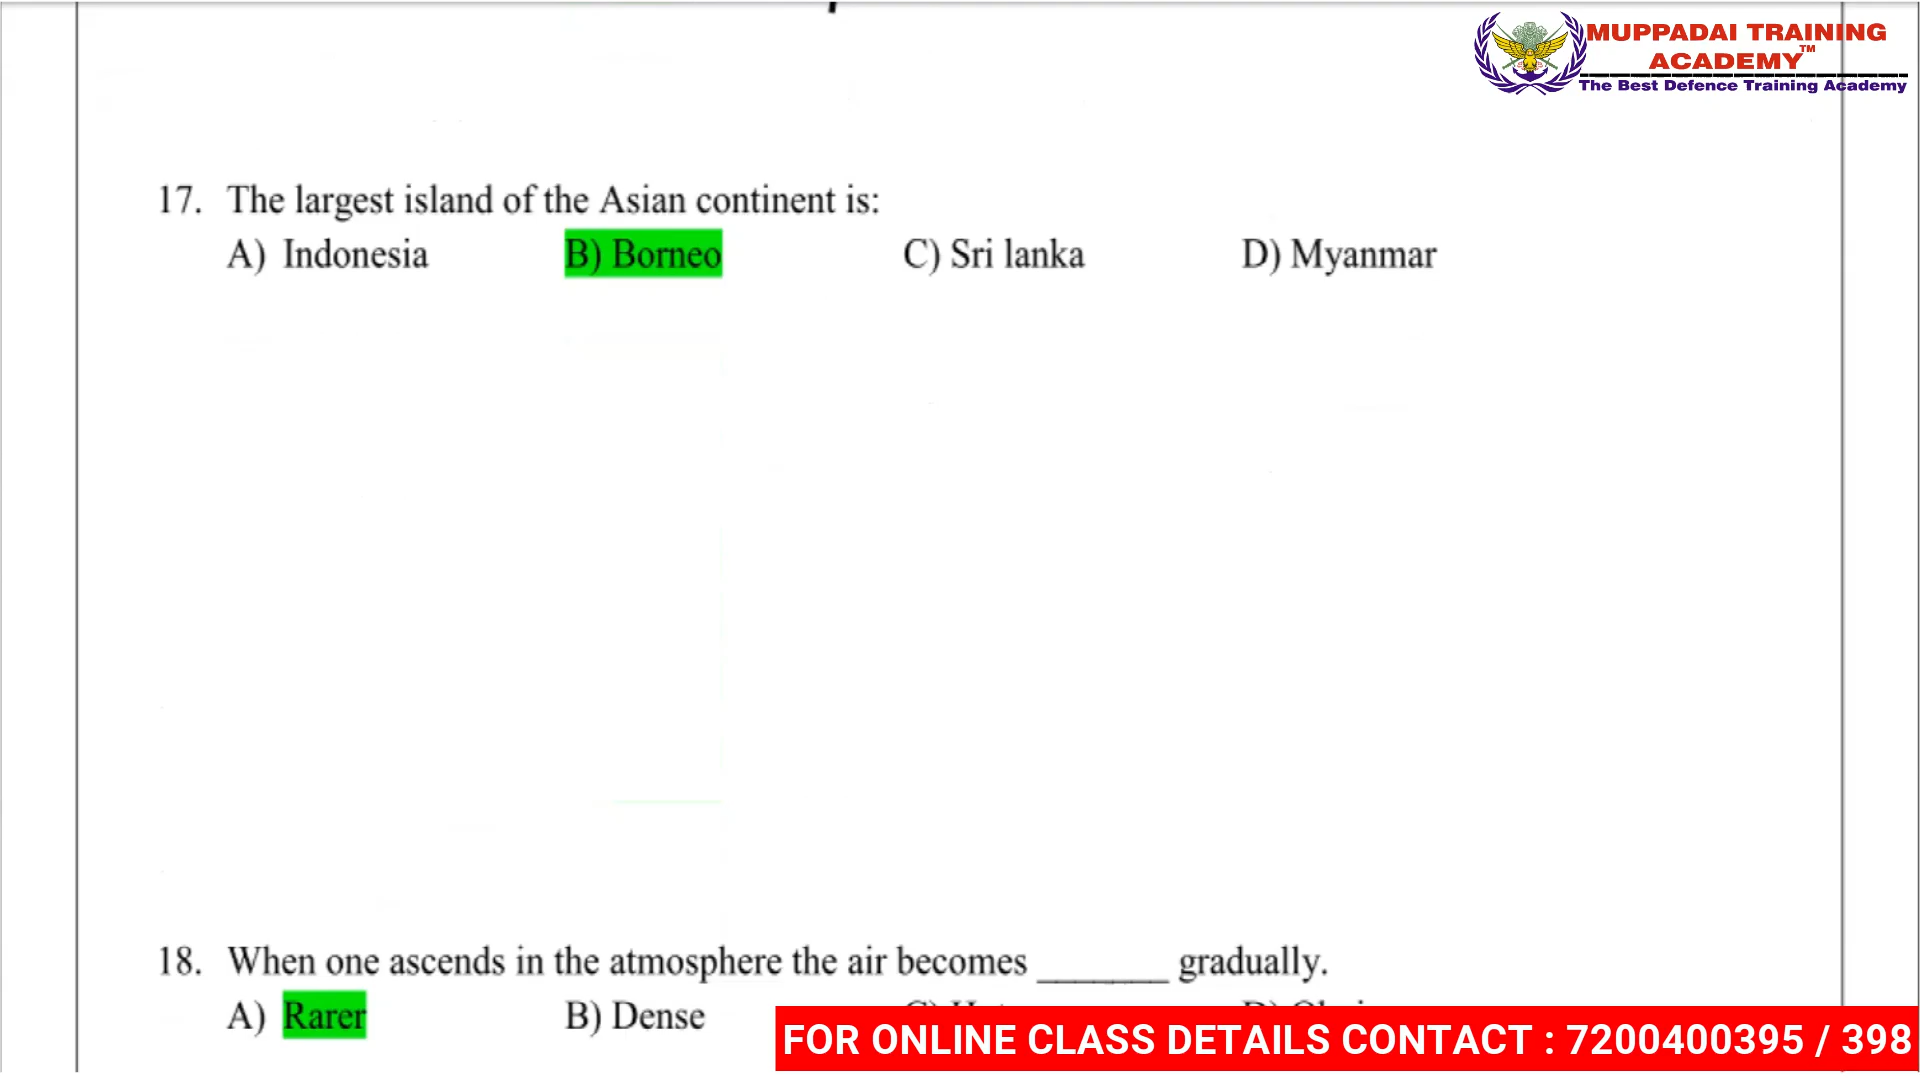 MUPPADAI TRAINING
ACADEMY™
The Best Defence Training Academy
17. The largest island of the Asian continent is:
A) Indonesia B) Borneo C) Sri lanka D) Myanmar
18. When one ascends in the atmosphere the air becomes _______ gradually.
A) Rarer B) Dense
FOR ONLINE CLASS DETAILS CONTACT : 7200400395 / 398